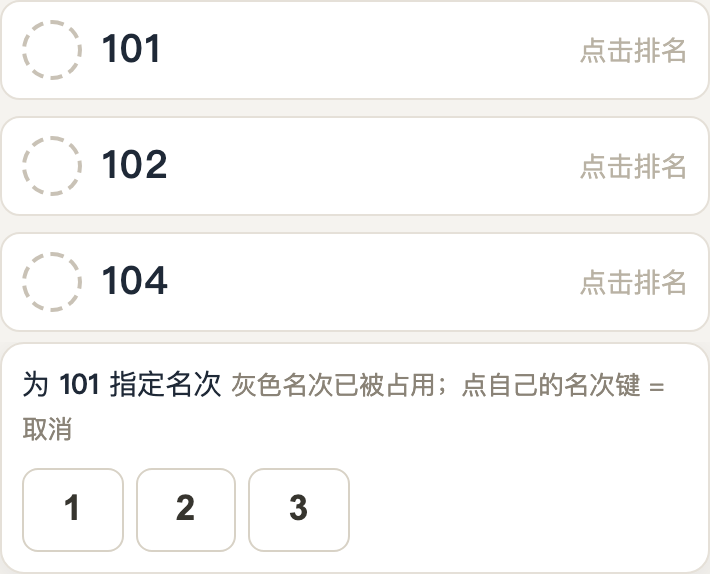 101 点击排名
102 点击排名
104 点击排名
为 101 指定名次 灰色名次已被占用；点自己的名次键 =
取消
1 2 3